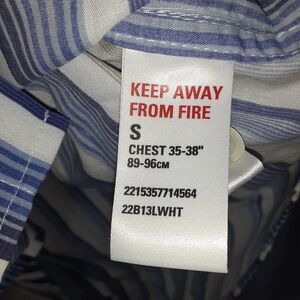 KEEP AWAY
FROM FIRE
S
CHEST 35-38"
89-96CM
2215357714564
22B13LWHT